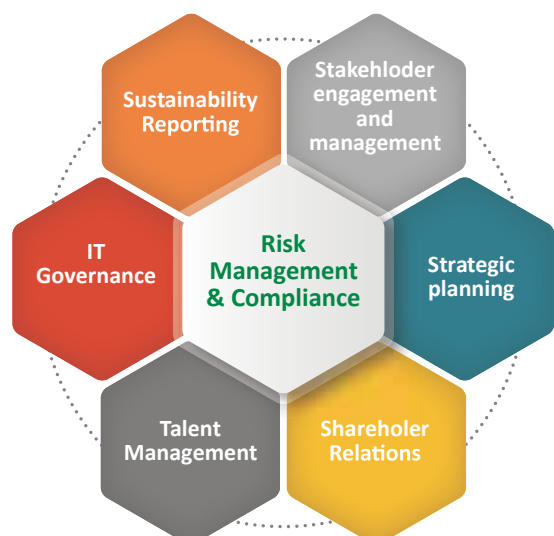 Sustainability
Reporting
Stakehloder
engagement
and
management
IT
Governance
Risk
Management
& Compliance
Strategic
planning
Talent
Management
Shareholer
Relations